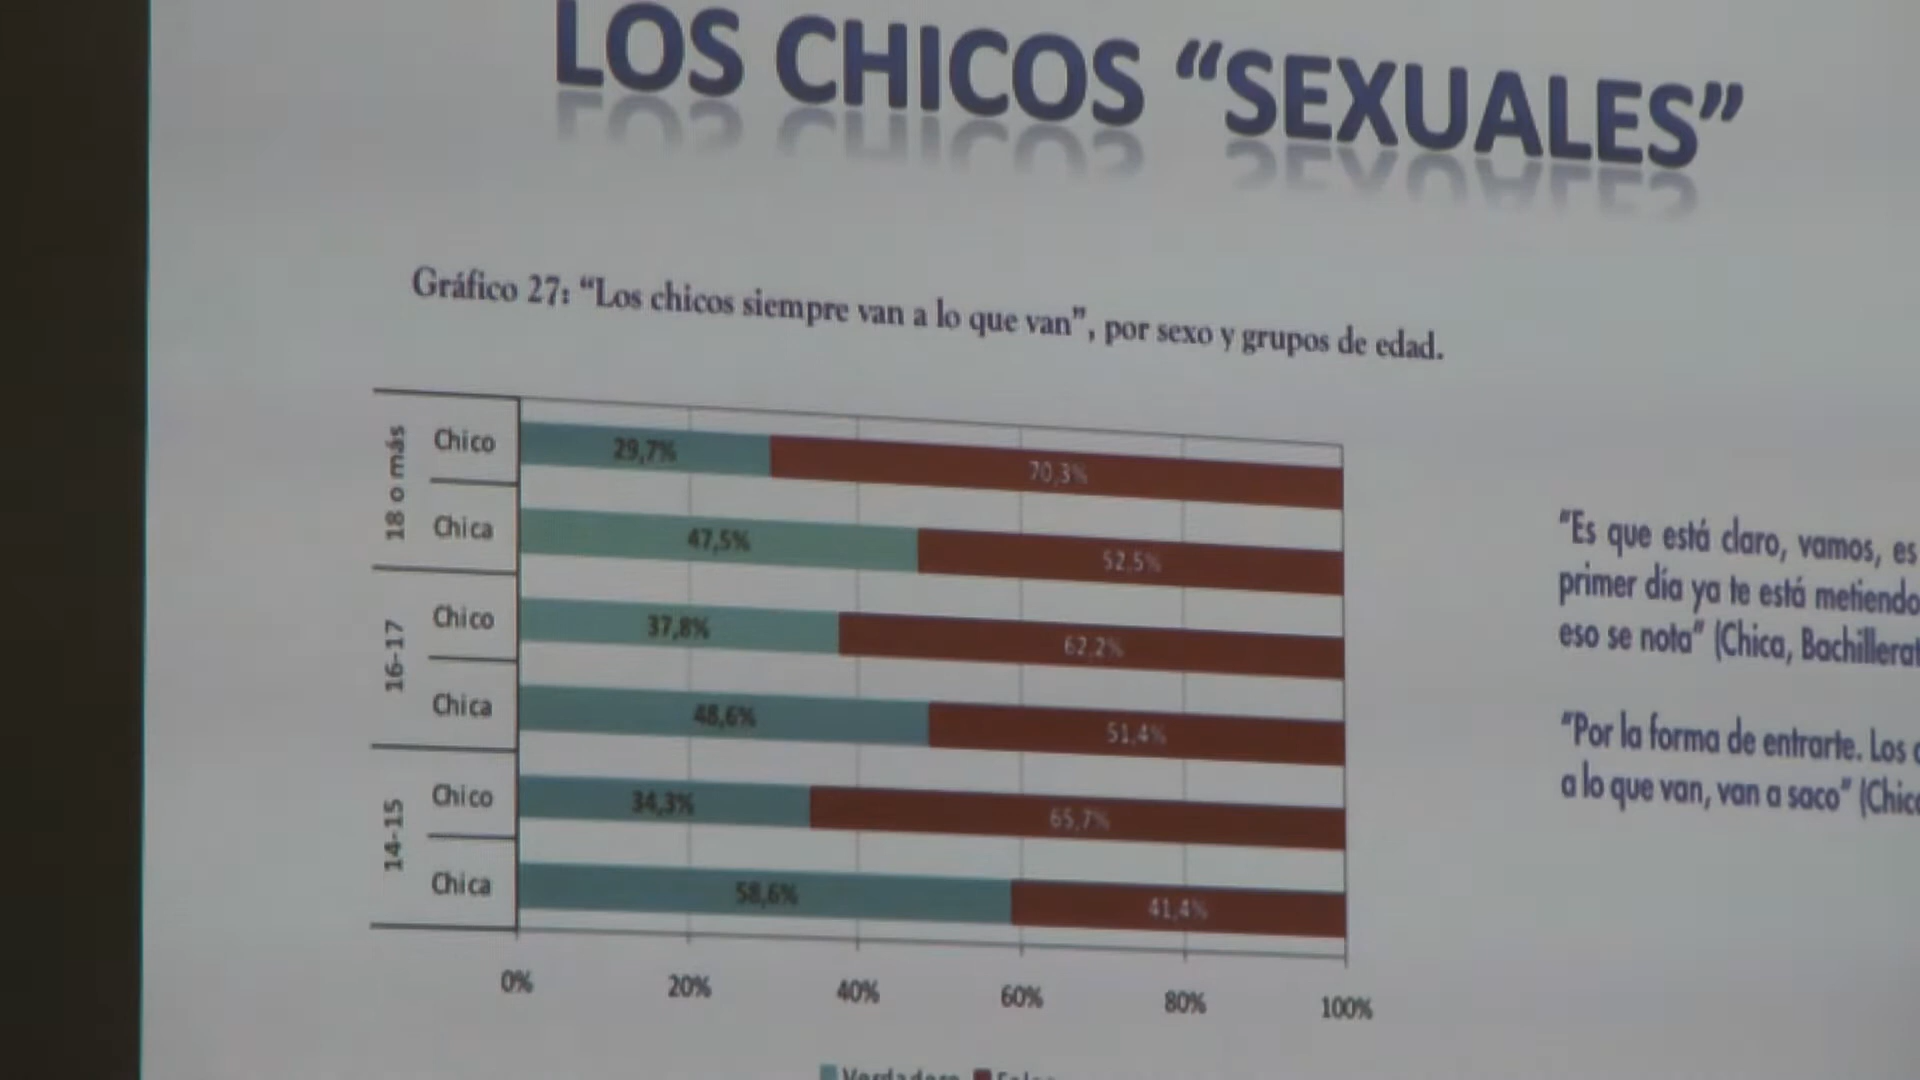 LOS CHICOS “SEXUALES”
Gráfico 27: “Los chicos siempre van a lo que van”, por sexo y grupos de edad.
18 o más
Chico
29,7%
70,3%
Chica
47,5%
52,5%
16-17
Chico
37,8%
62,2%
Chica
48,6%
51,4%
14-15
Chico
34,3%
65,7%
Chica
58,6%
41,4%
0% 20% 40% 60% 80% 100%
“Es que está claro, vamos, es
primer día ya te está metiendo
eso se nota” (Chica, Bachillerat
“Por la forma de entrarte. Los
a lo que van, van a saco” (Chic